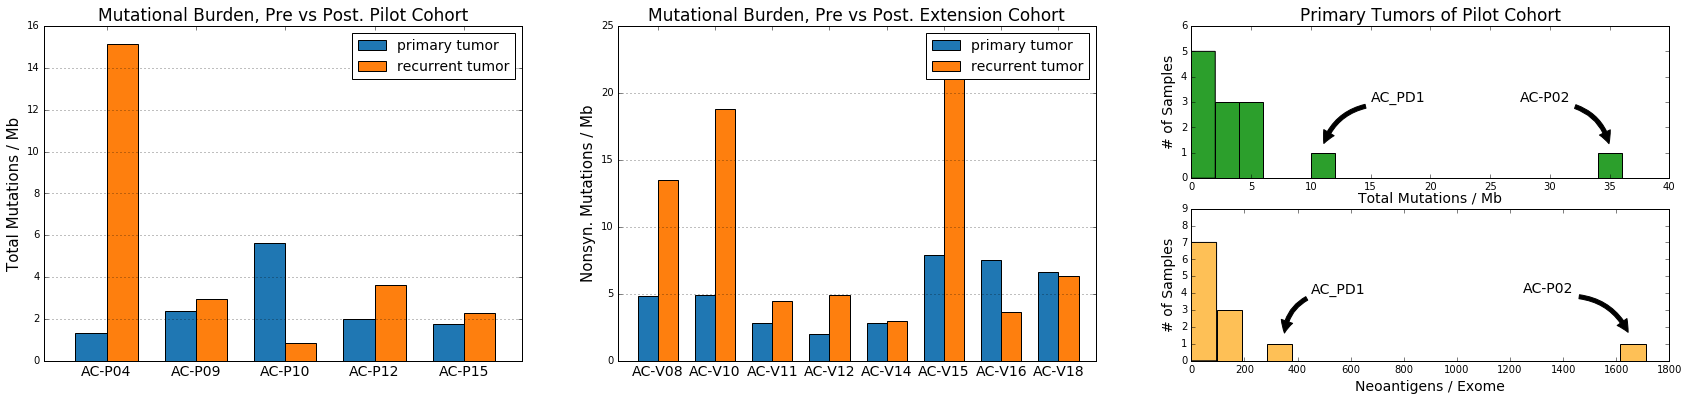 Mutational Burden, Pre vs Post. Pilot Cohort
Total Mutations / Mb
16
14
12
10
8
6
4
2
0
primary tumor
recurrent tumor
AC-P04 AC-P09 AC-P10 AC-P12 AC-P15
Mutational Burden, Pre vs Post. Extension Cohort
Nonsyn. Mutations / Mb
25
20
15
10
5
0
primary tumor
recurrent tumor
AC-V08 AC-V10 AC-V11 AC-V12 AC-V14 AC-V15 AC-V16 AC-V18
Primary Tumors of Pilot Cohort
# of Samples
6
5
4
3
2
1
0
AC_PD1
AC-P02
0 5 10 15 20 25 30 35 40
Total Mutations / Mb
# of Samples
9
8
7
6
5
4
3
2
1
0
AC_PD1
AC-P02
0 200 400 600 800 1000 1200 1400 1600 1800
Neoantigens / Exome